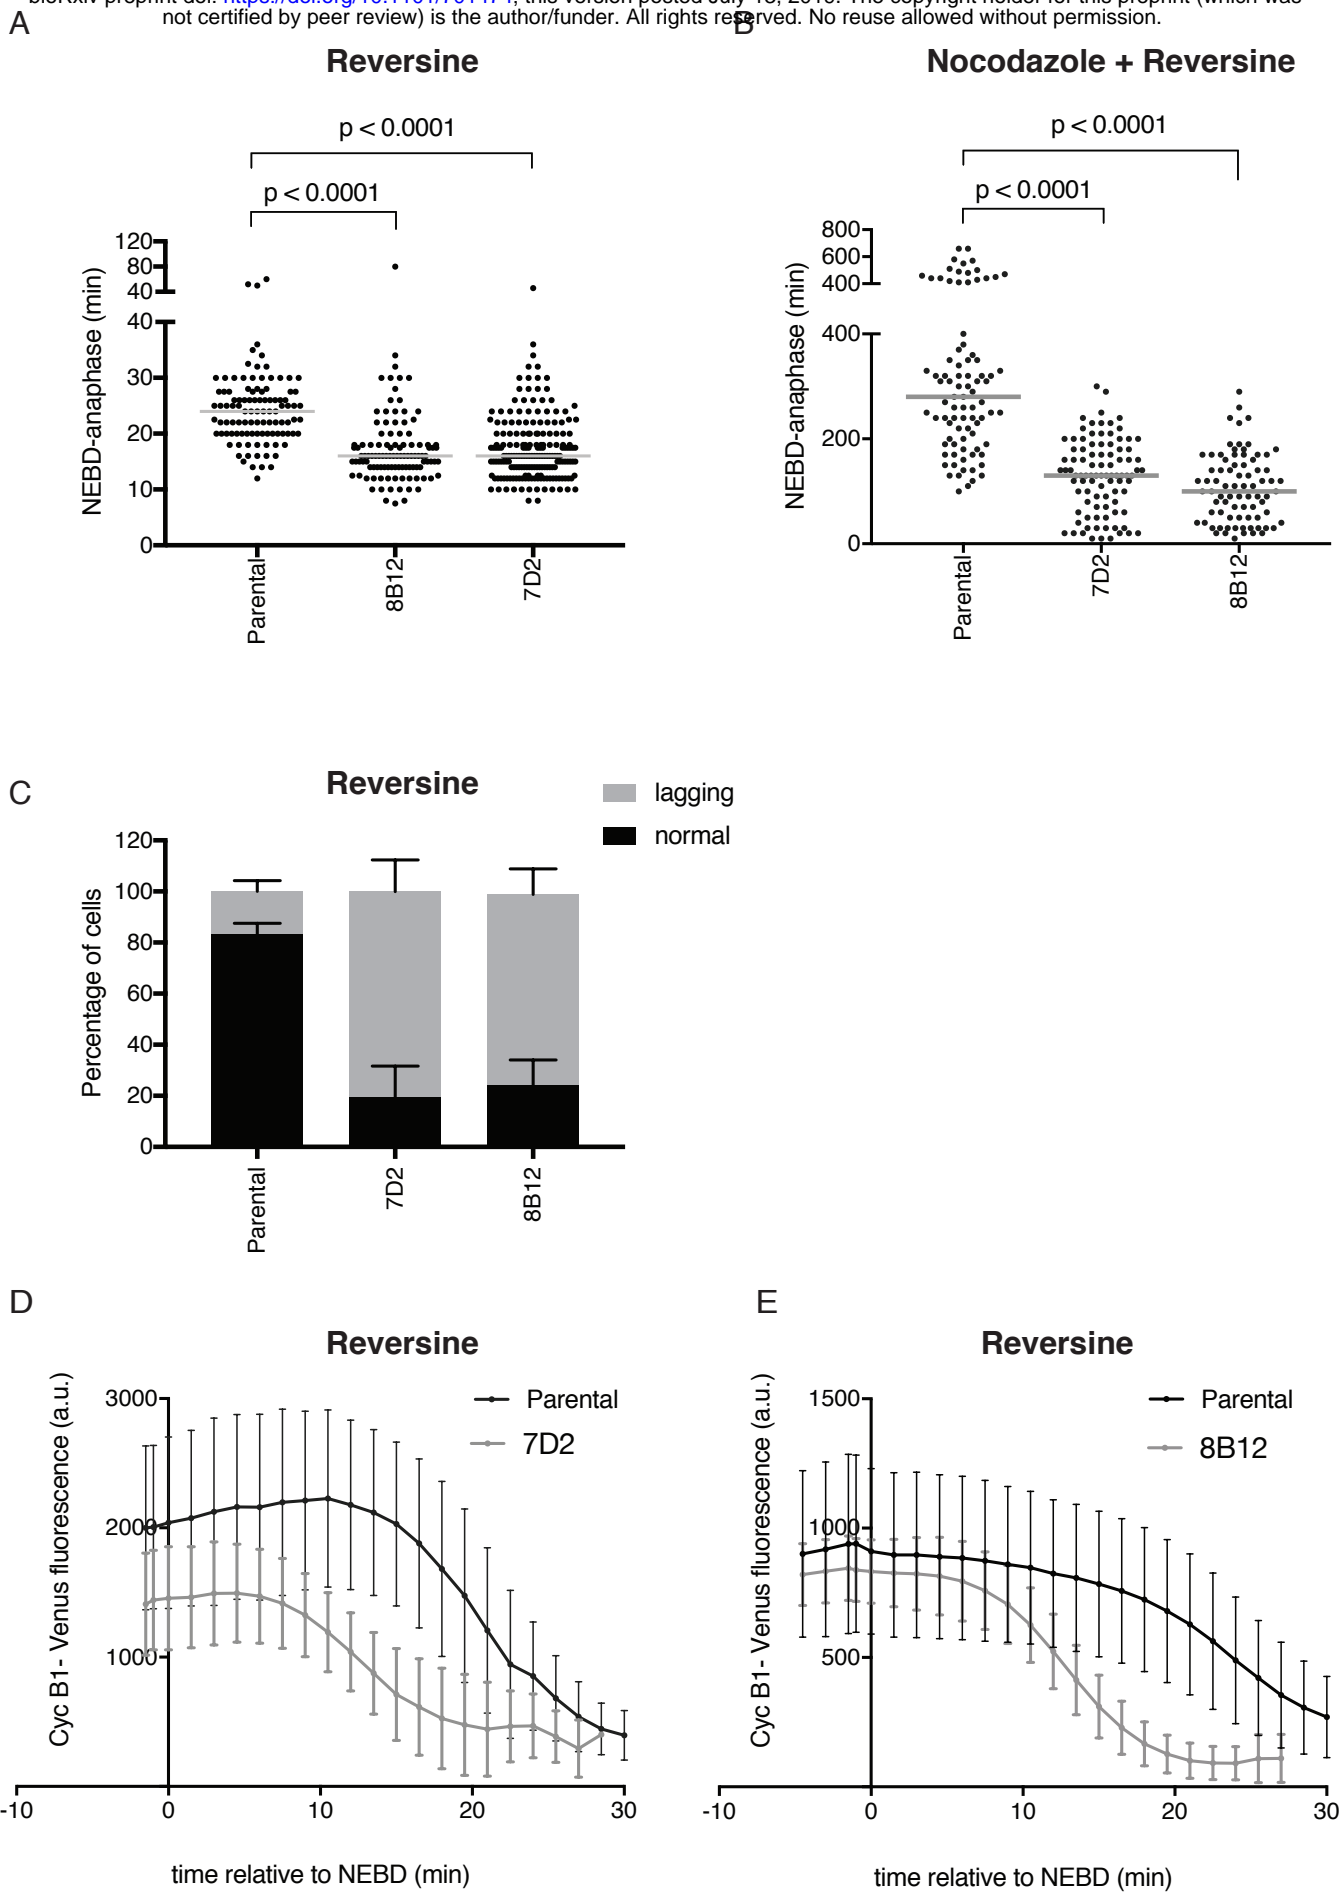 not certified by peer review) is the author/funder. All rights reserved. No reuse allowed without permission.
A
B
Reversine
Nocodazole + Reversine
p < 0.0001
p < 0.0001
p < 0.0001
p < 0.0001
NEBD-anaphase (min)
120
80
40
40
30
20
10
0
Parental
8B12
7D2
NEBD-anaphase (min)
800
600
400
400
200
0
Parental
7D2
8B12
C
Reversine
lagging
normal
Percentage of cells
120
100
80
60
40
20
0
Parental
7D2
8B12
D
Reversine
Cyc B1- Venus fluorescence (a.u.)
Parental
7D2
3000
2000
1000
-10
0
10
20
30
time relative to NEBD (min)
E
Reversine
Cyc B1- Venus fluorescence (a.u.)
Parental
8B12
1500
1000
500
-10
0
10
20
30
time relative to NEBD (min)